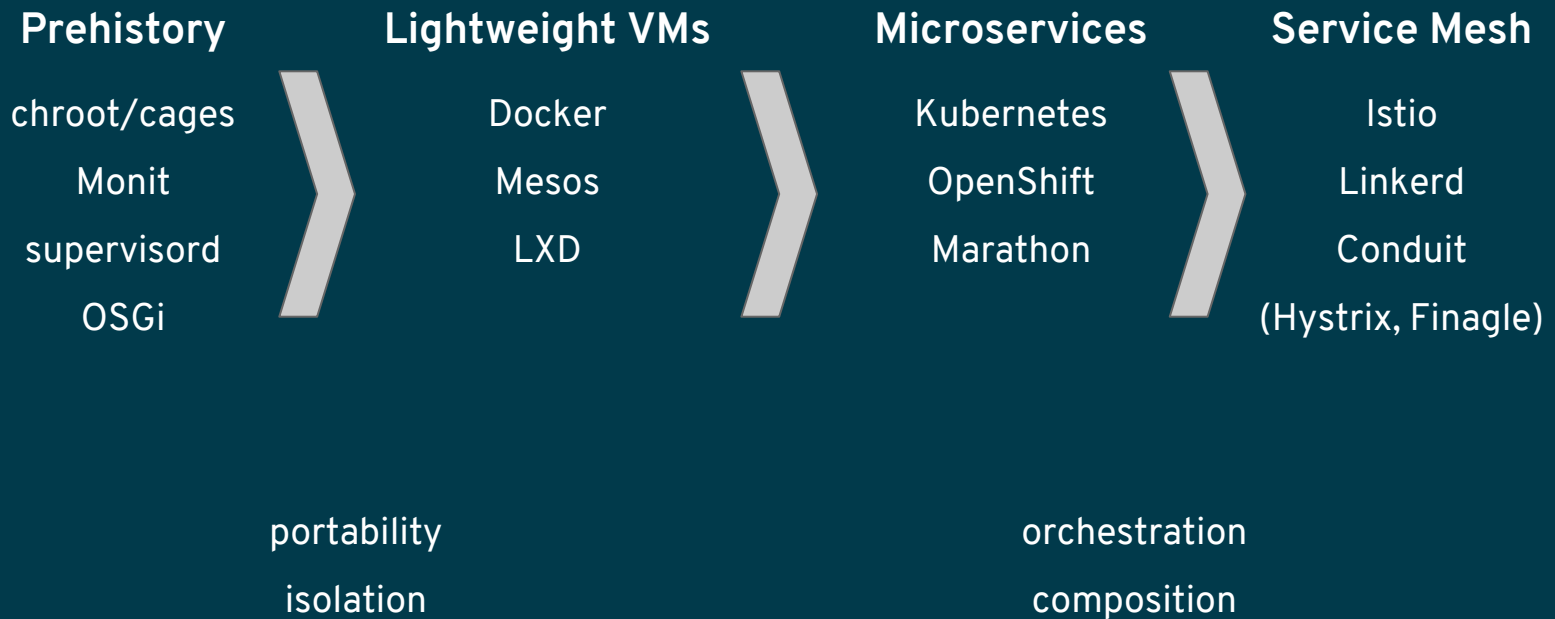 Prehistory
chroot/cages
Monit
supervisord
OSGi
Lightweight VMs
Docker
Mesos
LXD
Microservices
Kubernetes
OpenShift
Marathon
Service Mesh
Istio
Linkerd
Conduit
(Hystrix, Finagle)
portability
isolation
orchestration
composition